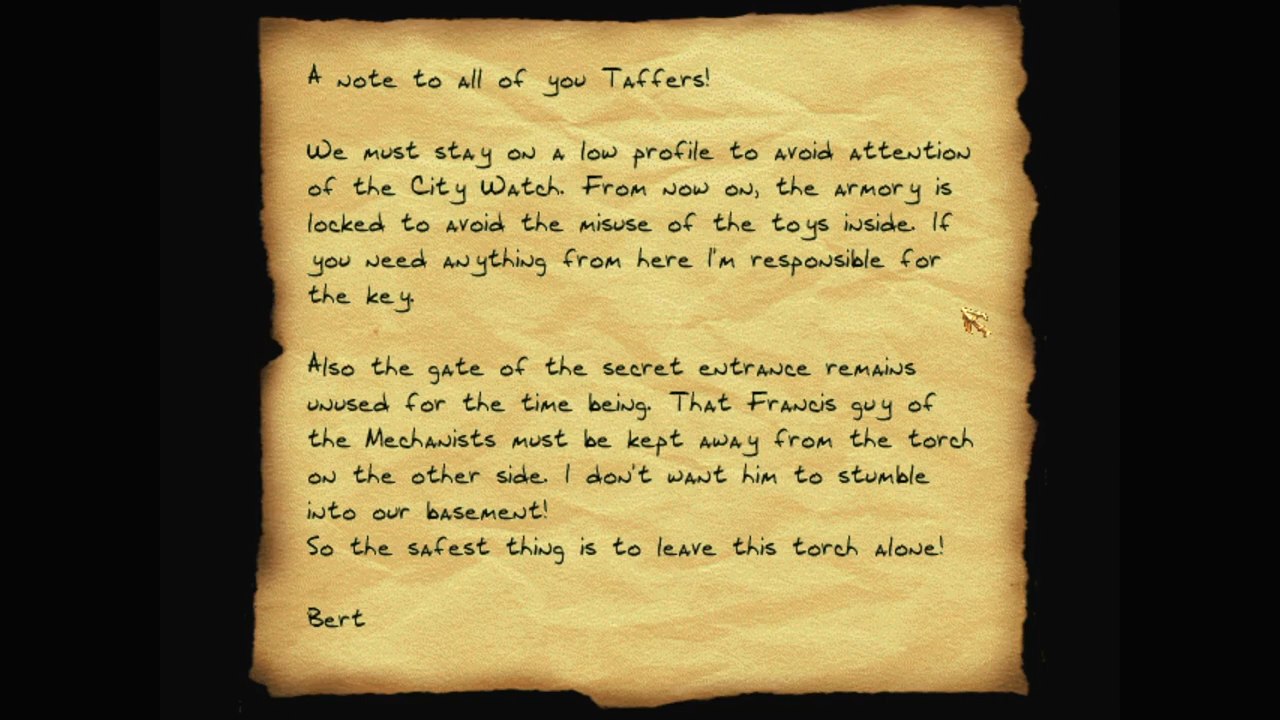 A note to all of you Taffers!
We must stay on a low profile to avoid attention
of the City Watch. From now on, the armory is
locked to avoid the misuse of the toys inside. If
you need anything from here I'm responsible for
the key.
Also the gate of the secret entrance remains
unused for the time being. That Francis guy of
the Mechanists must be kept away from the torch
on the other side. I don't want him to stumble
into our basement!
So the safest thing is to leave this torch alone!
Bert